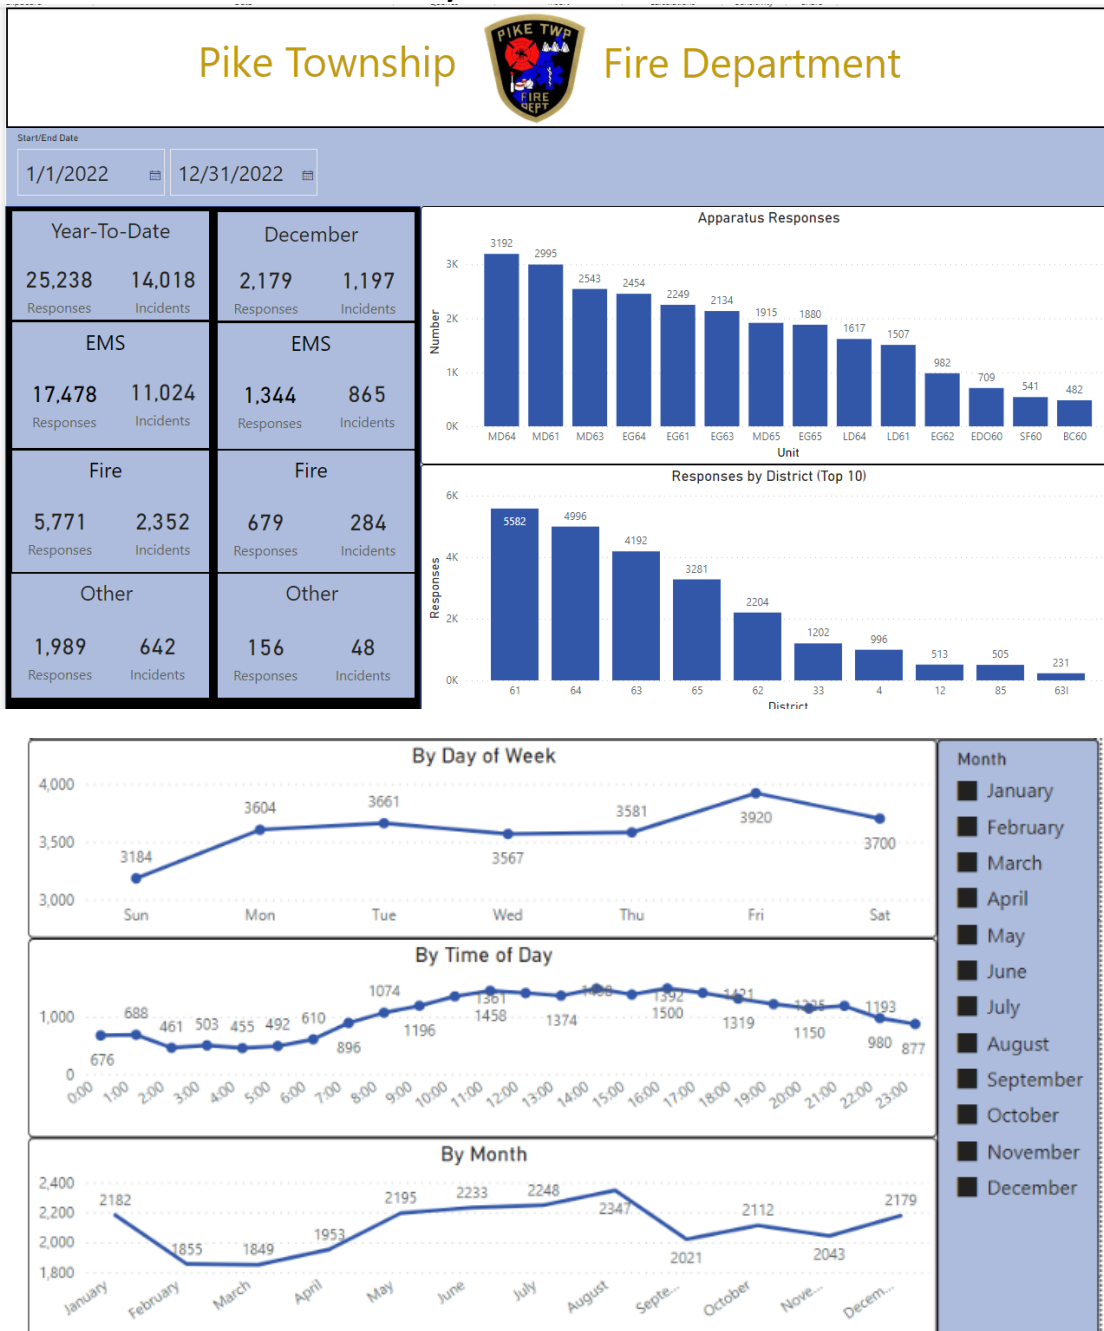 Pike Township
PIKE TWP
FIRE
DEPT
Fire Department
Start/End Date
1/1/2022
12/31/2022
Year-To-Date
25,238 14,018
Responses Incidents
December
2,179 1,197
Responses Incidents
EMS
17,478 11,024
Responses Incidents
EMS
1,344 865
Responses Incidents
Fire
5,771 2,352
Responses Incidents
Fire
679 284
Responses Incidents
Other
1,989 642
Responses Incidents
Other
156 48
Responses Incidents
Apparatus Responses
Number
3K
2K
1K
0K
3192 2995 2543 2454 2249 2134 1915 1880 1617 1507 982 709 541 482
MD64 MD61 MD63 EG64 EG61 EG63 MD65 EG65 LD64 LD61 EG62 EDO60 SF60 BC60
Unit
Responses by District (Top 10)
Responses
6K
4K
2K
0K
5582 4996 4192 3281 2204 1202 996 513 505 231
61 64 63 65 62 33 4 12 85 63I
District
By Day of Week
4,000
3,500
3,000
3184 3604 3661 3567 3581 3920 3700
Sun Mon Tue Wed Thu Fri Sat
By Time of Day
1,000
0
676 688 461 503 455 492 610 896 1074 1196 1361 1458 1374 1392 1500 1421 1319 1150 1193 980 877
0:00 1:00 2:00 3:00 4:00 5:00 6:00 7:00 8:00 9:00 10:00 11:00 12:00 13:00 14:00 15:00 16:00 17:00 18:00 19:00 20:00 21:00 22:00 23:00
By Month
2,400
2,200
2,000
1,800
2182 1855 1849 1953 2195 2233 2248 2347 2021 2112 2043 2179
January February March April May June July August Septe... October Nove... Decem...
Month
January
February
March
April
May
June
July
August
September
October
November
December